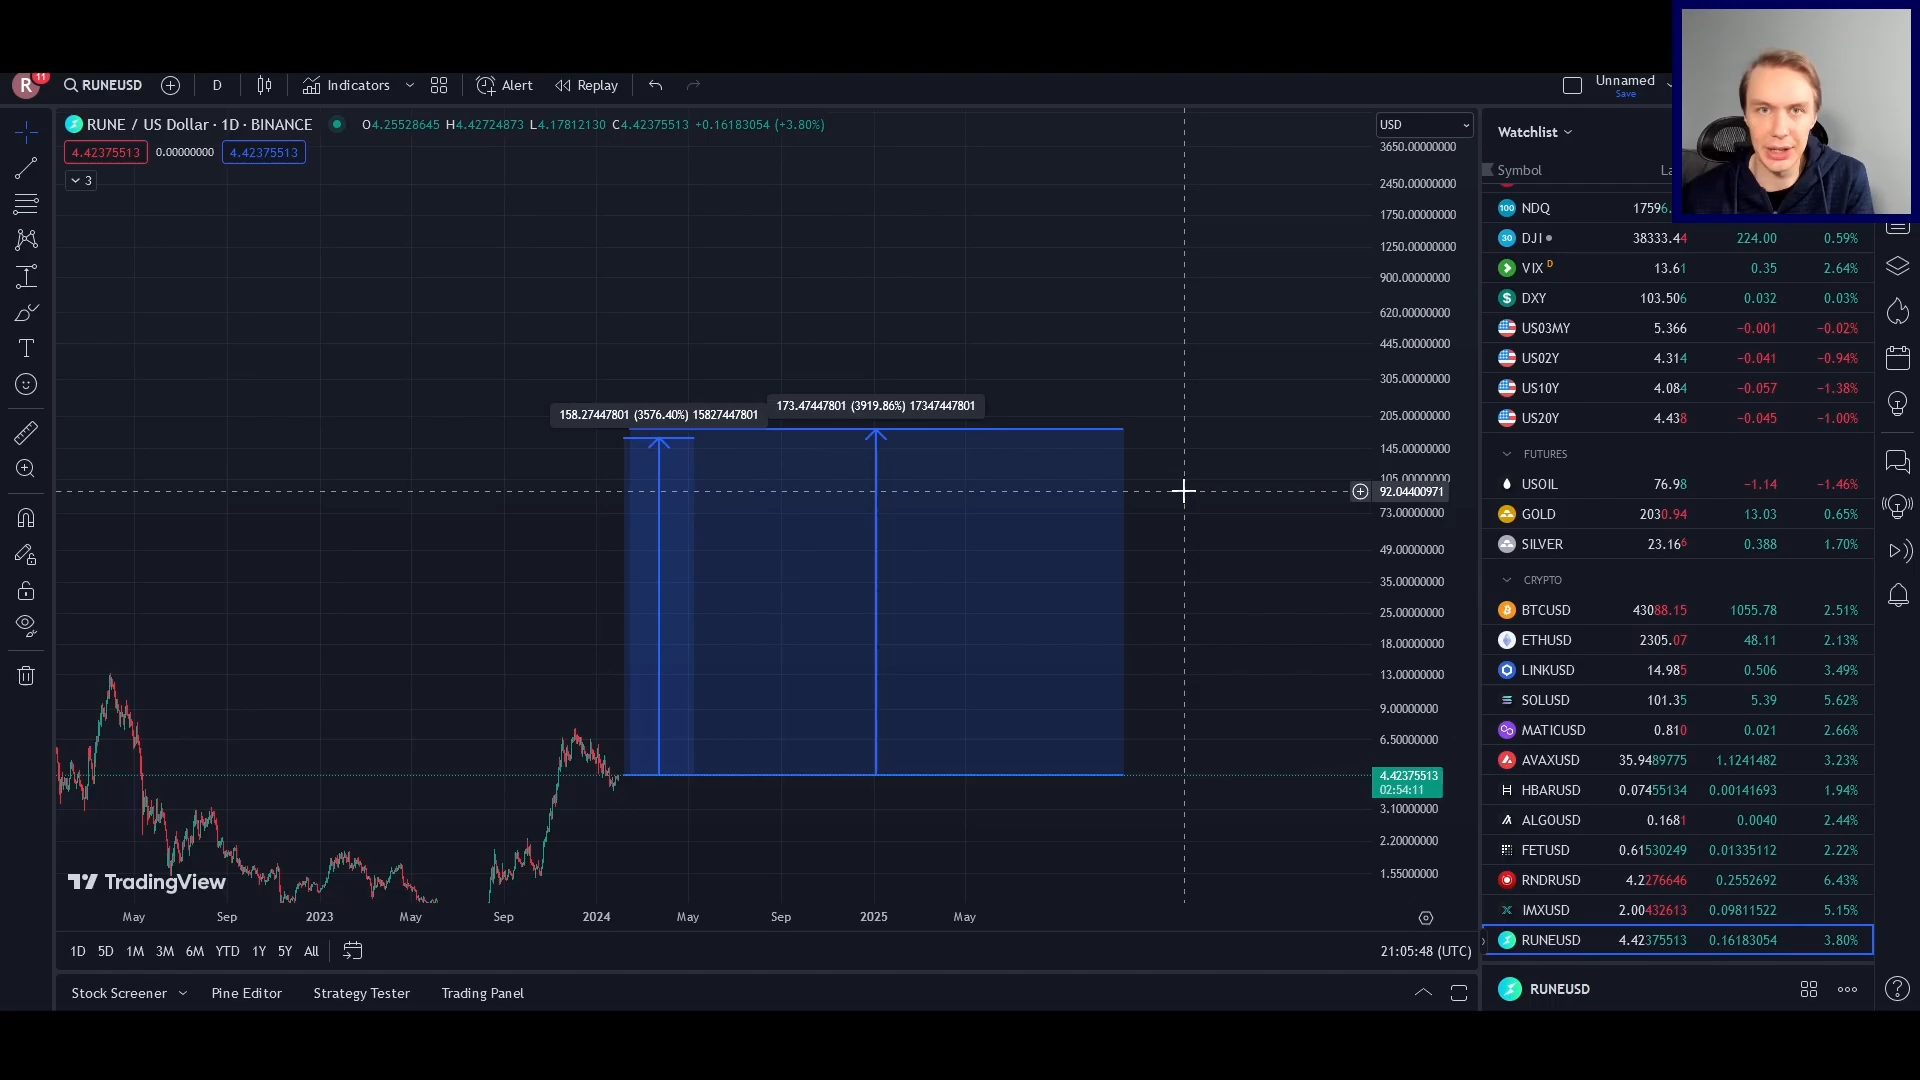 R 11 RUNEUSD D Indicators Alert Replay Unnamed
Save
RUNE / US Dollar · 1D · BINANCE O4.25528645 H4.42724873 L4.17812130 C4.42375513 +0.16183054 (+3.80%)
4.42375513 0.00000000 4.42375513
3
USD
3650.00000000
2450.00000000
1750.00000000
1250.00000000
900.00000000
620.00000000
445.00000000
305.00000000
205.00000000
145.00000000
105.00000000
92.04400971
73.00000000
49.00000000
35.00000000
25.00000000
18.00000000
13.00000000
9.00000000
6.50000000
4.42375513
02:54:11
3.10000000
2.20000000
1.55000000
158.27447801 (3576.40%) 15827447801
173.47447801 (3919.86%) 17347447801
TradingView
May Sep 2023 May Sep 2024 May Sep 2025 May
1D 5D 1M 3M 6M YTD 1Y 5Y All 21:05:48 (UTC)
Stock Screener Pine Editor Strategy Tester Trading Panel
Watchlist
Symbol
NDQ 17596.
DJI 38333.44 224.00 0.59%
VIX D 13.61 0.35 2.64%
DXY 103.506 0.032 0.03%
US03MY 5.366 −0.001 −0.02%
US02Y 4.314 −0.041 −0.94%
US10Y 4.084 −0.057 −1.38%
US20Y 4.438 −0.045 −1.00%
FUTURES
USOIL 76.98 −1.14 −1.46%
GOLD 2030.94 13.03 0.65%
SILVER 23.166 0.388 1.70%
CRYPTO
BTCUSD 43088.15 1055.78 2.51%
ETHUSD 2305.07 48.11 2.13%
LINKUSD 14.985 0.506 3.49%
SOLUSD 101.35 5.39 5.62%
MATICUSD 0.810 0.021 2.66%
AVAXUSD 35.9489775 1.1241482 3.23%
HBARUSD 0.07455134 0.00141693 1.94%
ALGOUSD 0.1681 0.0040 2.44%
FETUSD 0.61530249 0.01335112 2.22%
RNDRUSD 4.2276646 0.2552692 6.43%
IMXUSD 2.00432613 0.09811522 5.15%
RUNEUSD 4.42375513 0.16183054 3.80%
RUNEUSD